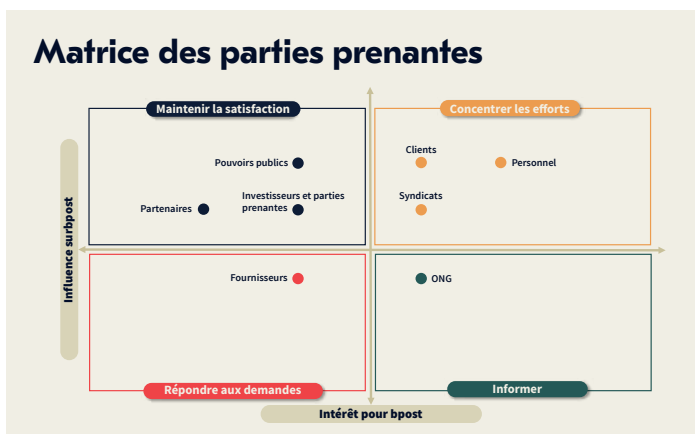 Matrice des parties prenantes
Maintenir la satisfaction
Concentrer les efforts
Pouvoirs publics
Clients
Personnel
Partenaires
Investisseurs et parties
prenantes
Syndicats
Influence surbpost
Fournisseurs
ONG
Répondre aux demandes
Informer
Intérêt pour bpost